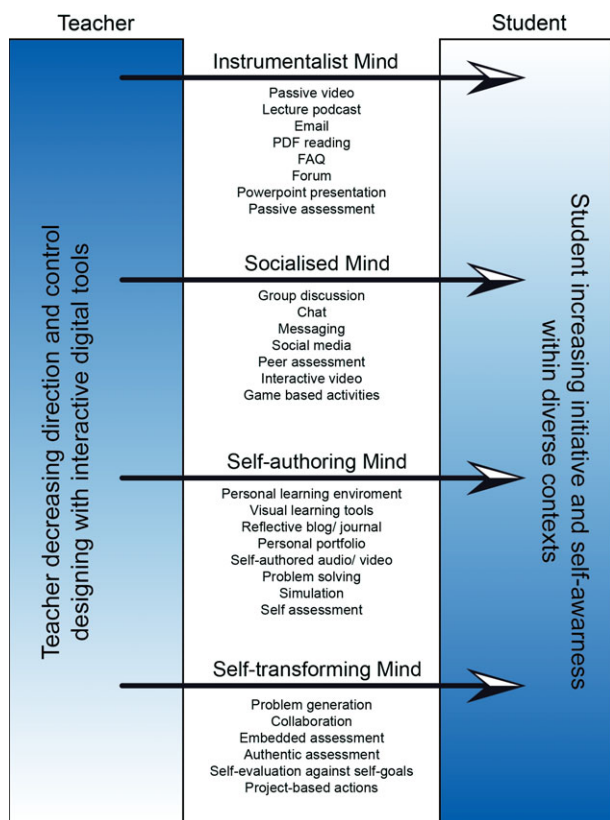 Teacher
Student
Teacher decreasing direction and control
designing with interactive digital tools
Instrumentalist Mind
Passive video
Lecture podcast
Email
PDF reading
FAQ
Forum
Powerpoint presentation
Passive assessment
Socialised Mind
Group discussion
Chat
Messaging
Social media
Peer assessment
Interactive video
Game based activities
Self-authoring Mind
Personal learning enviroment
Visual learning tools
Reflective blog/ journal
Personal portfolio
Self-authored audio/ video
Problem solving
Simulation
Self assessment
Self-transforming Mind
Problem generation
Collaboration
Embedded assessment
Authentic assessment
Self-evaluation against self-goals
Project-based actions
Student increasing initiative and self-awarness
within diverse contexts